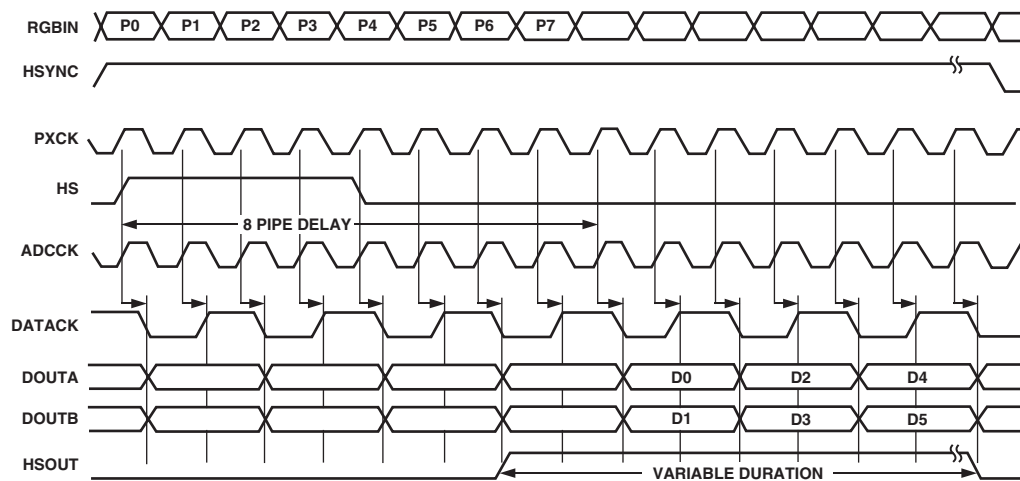 RGBIN P0 P1 P2 P3 P4 P5 P6 P7
HSYNC
PXCK
HS
8 PIPE DELAY
ADCCK
DATACK
DOUTA D0 D2 D4
DOUTB D1 D3 D5
HSOUT VARIABLE DURATION